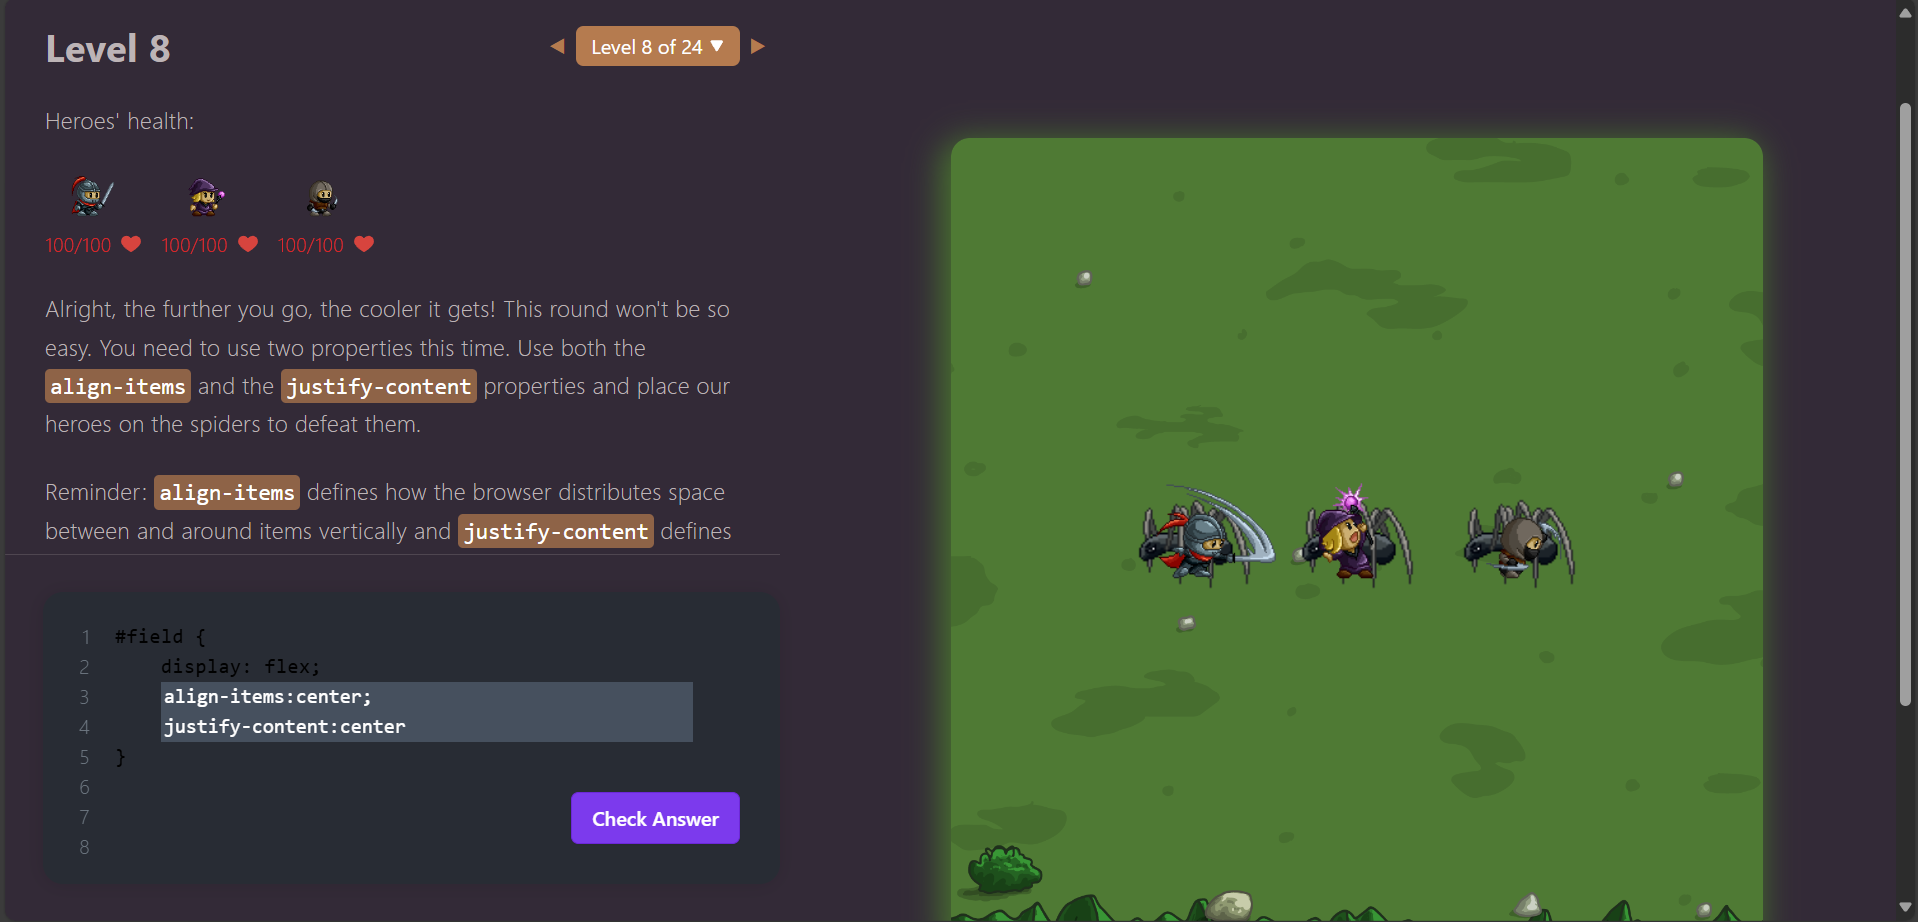 Level 8
Level 8 of 24 ▼
Heroes' health:
100/100 100/100 100/100
Alright, the further you go, the cooler it gets! This round won't be so
easy. You need to use two properties this time. Use both the
align-items and the justify-content properties and place our
heroes on the spiders to defeat them.
Reminder: align-items defines how the browser distributes space
between and around items vertically and justify-content defines
1 #field {
2 display: flex;
3 align-items:center;
4 justify-content:center
5 }
6
7
8
Check Answer